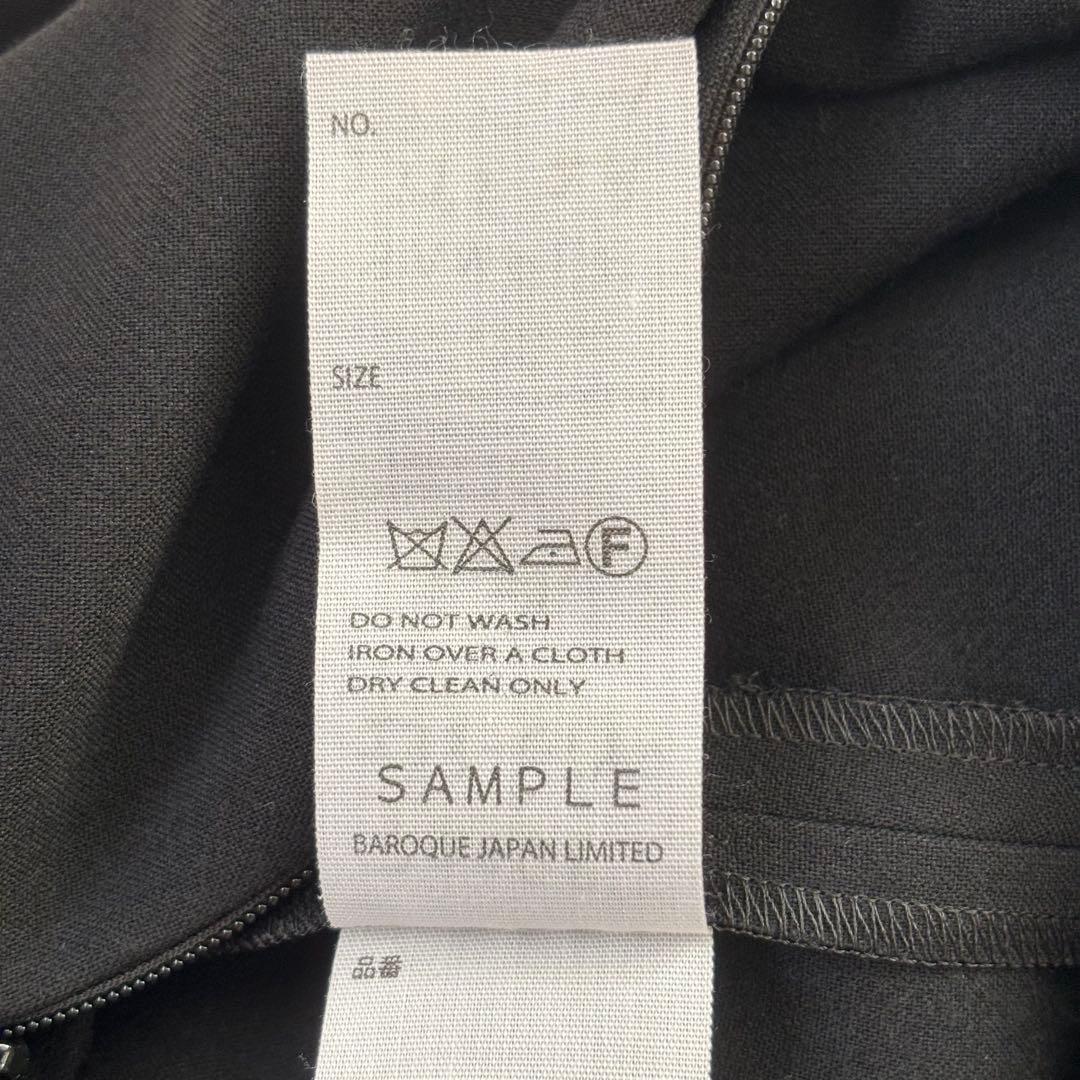 NO.
SIZE
F
DO NOT WASH
IRON OVER A CLOTH
DRY CLEAN ONLY
SAMPLE
BAROQUE JAPAN LIMITED
品番